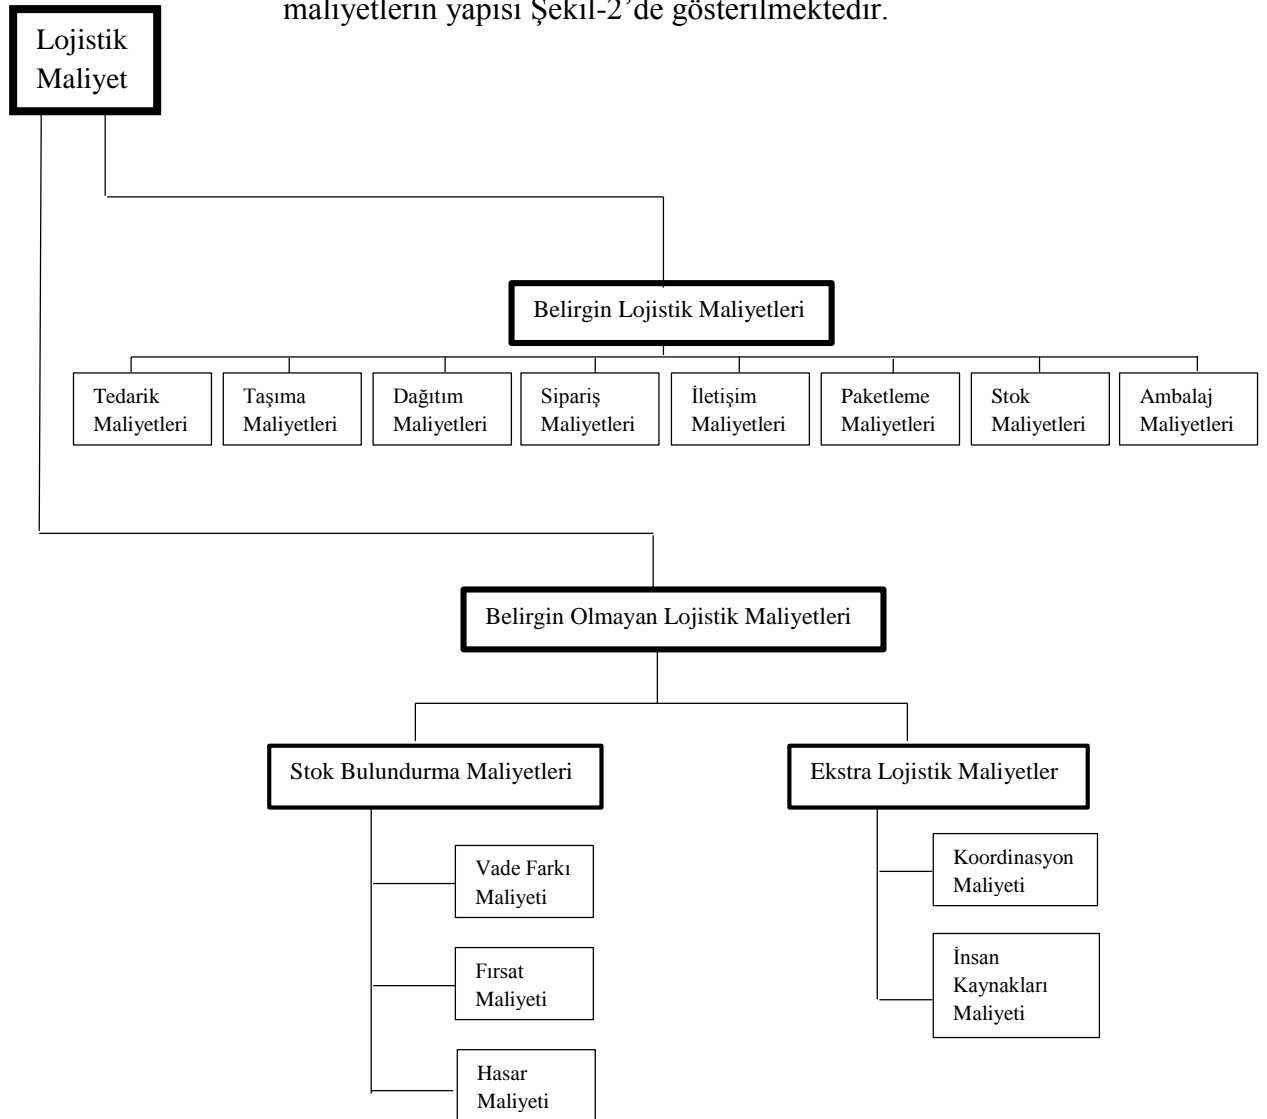 maliyetlerin yapısı Şekil-2’de gösterilmektedir.
Lojistik
Maliyet
Belirgin Lojistik Maliyetleri
Tedarik
Maliyetleri
Taşıma
Maliyetleri
Dağıtım
Maliyetleri
Sipariş
Maliyetleri
İletişim
Maliyetleri
Paketleme
Maliyetleri
Stok
Maliyetleri
Ambalaj
Maliyetleri
Belirgin Olmayan Lojistik Maliyetleri
Stok Bulundurma Maliyetleri
Ekstra Lojistik Maliyetler
Vade Farkı
Maliyeti
Fırsat
Maliyeti
Hasar
Maliyeti
Koordinasyon
Maliyeti
İnsan
Kaynakları
Maliyeti